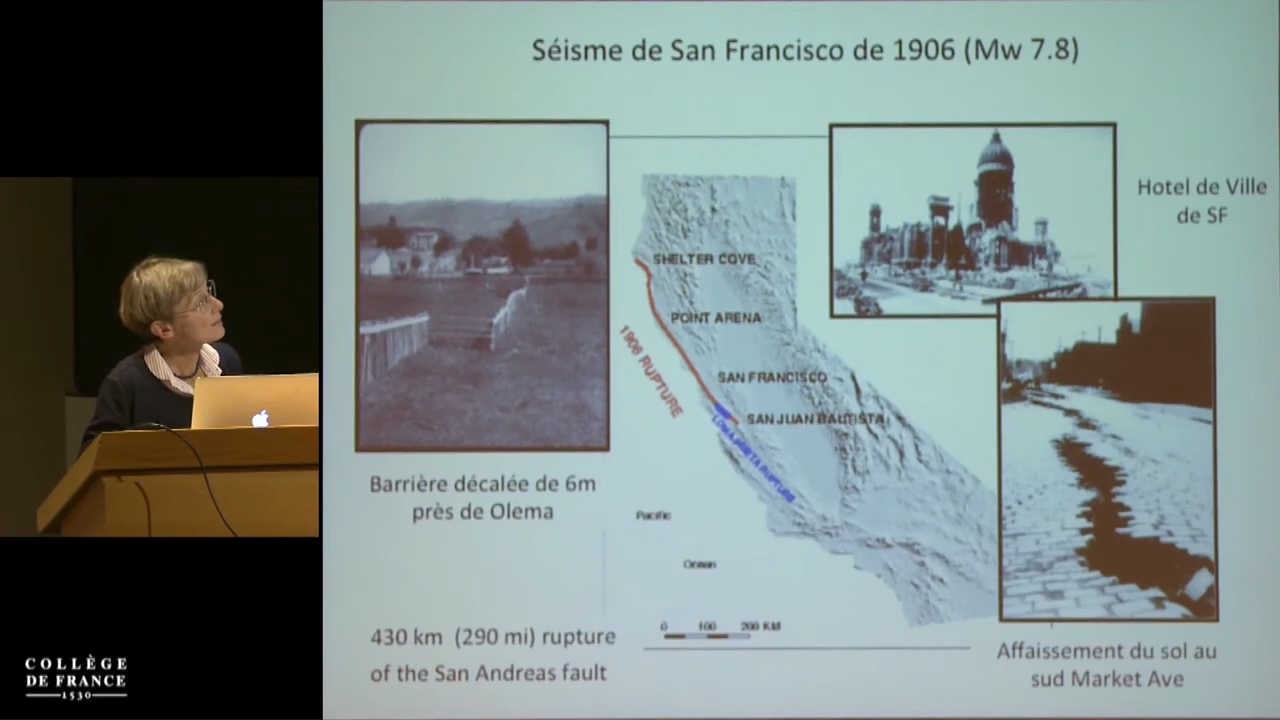 Séisme de San Francisco de 1906 (Mw 7.8)
Hotel de Ville
de SF
SHELTER COVE
POINT ARENA
1906 RUPTURE
SAN FRANCISCO
SAN JUAN BAUTISTA
LOMA PRIETA RUPTURE
Barrière décalée de 6m
près de Olema
Pacific
Ocean
0 100 200 KM
430 km (290 mi) rupture
of the San Andreas fault
Affaissement du sol au
sud Market Ave
COLLÈGE
DE FRANCE
1530